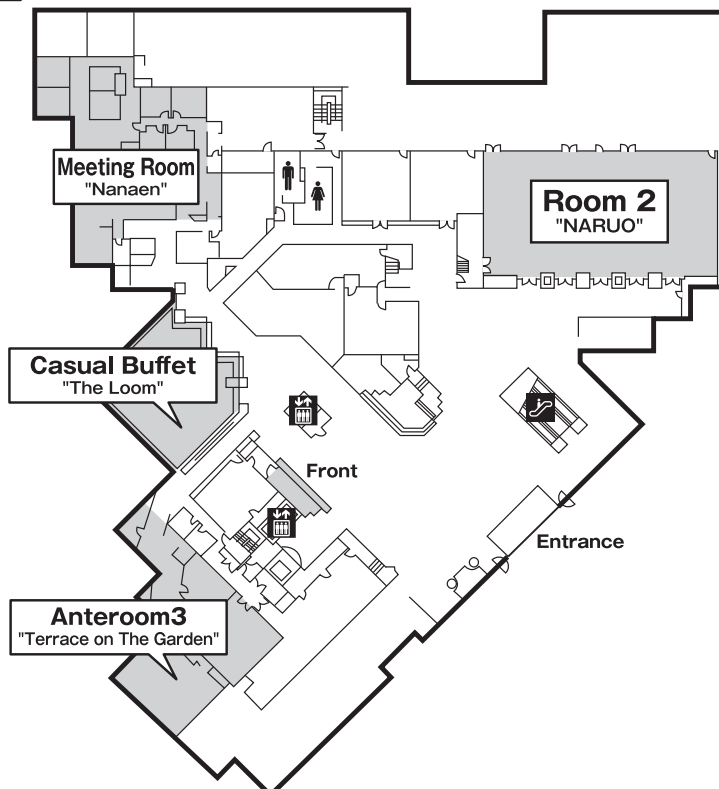 Meeting Room
"Nanaen"
Room 2
"NARUO"
Casual Buffet
"The Loom"
Front
Entrance
Anteroom3
"Terrace on The Garden"